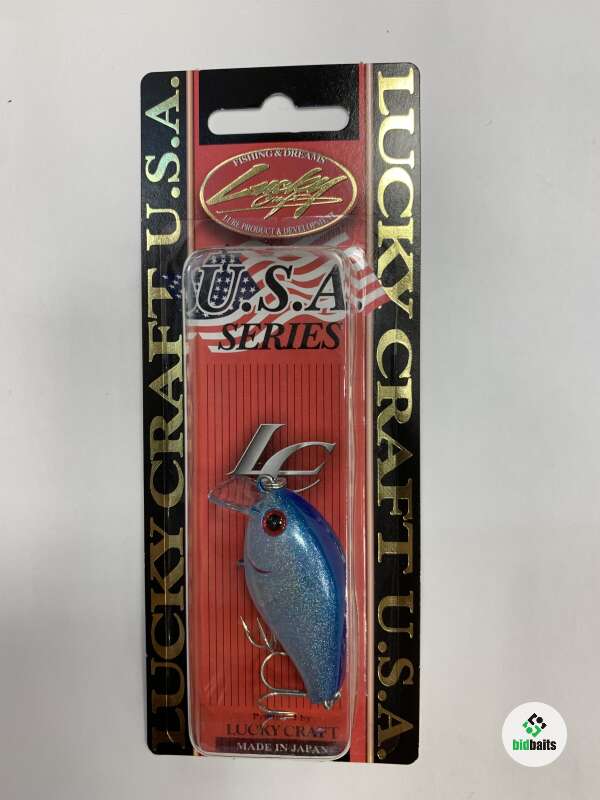 LUCKY CRAFT U.S.A.
FISHING & DREAMS
Lucky
Craft
LURE PRODUCT & DEVELOPMENT
U.S.A.
SERIES
LC
LUCKY CRAFT U.S.A.
by
LUCKY CRAFT
MADE IN JAPAN
bidbaits